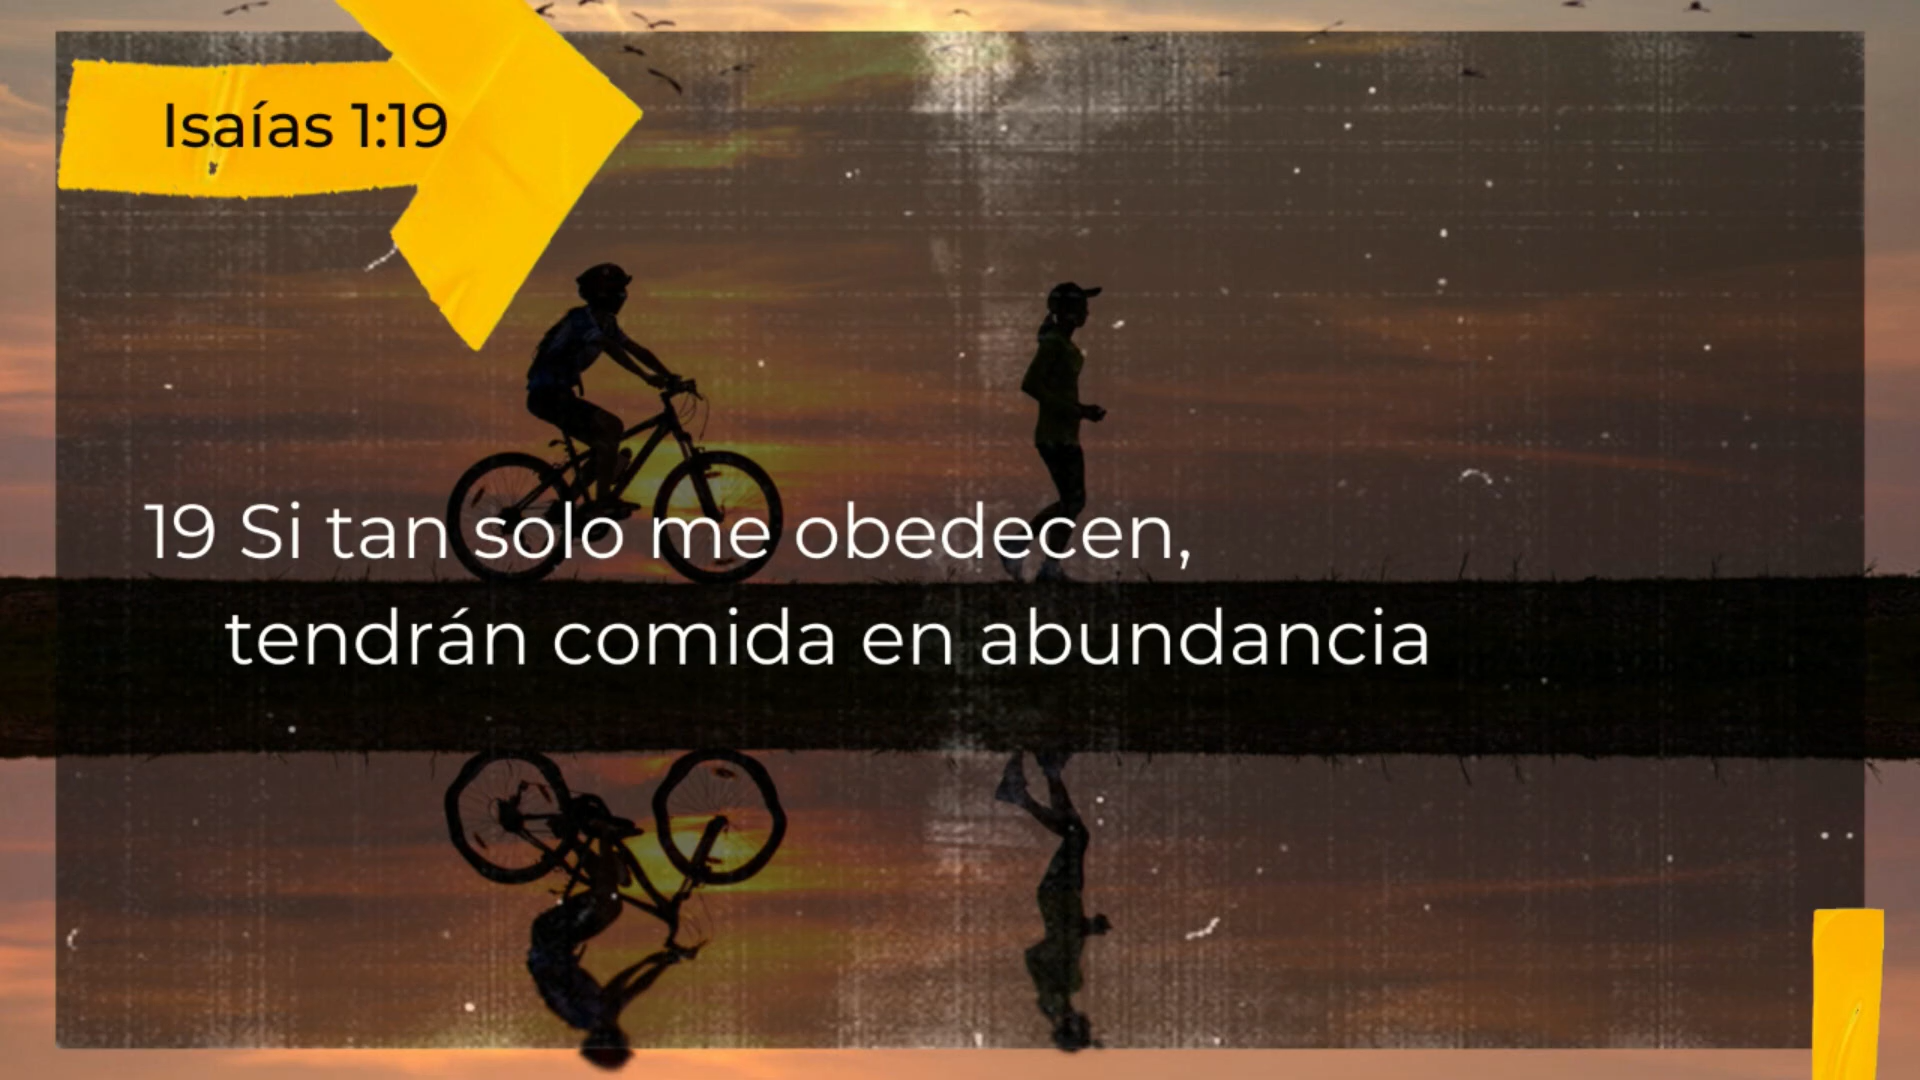 Isaías 1:19
19 Si tan solo me obedecen,
tendrán comida en abundancia